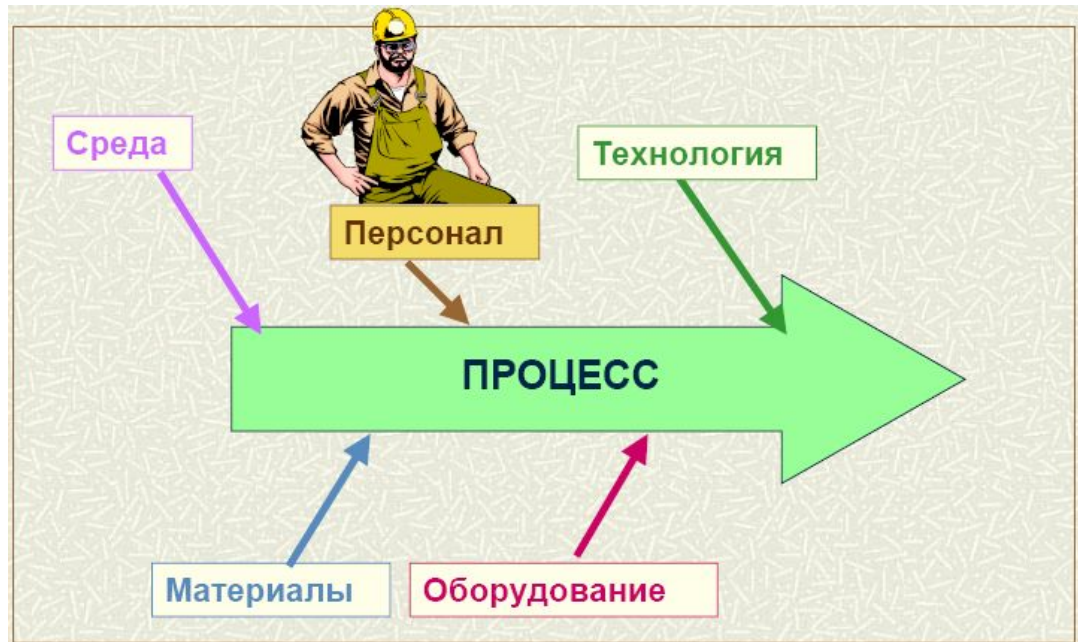 Среда
Технология
Персонал
ПРОЦЕСС
Материалы
Оборудование